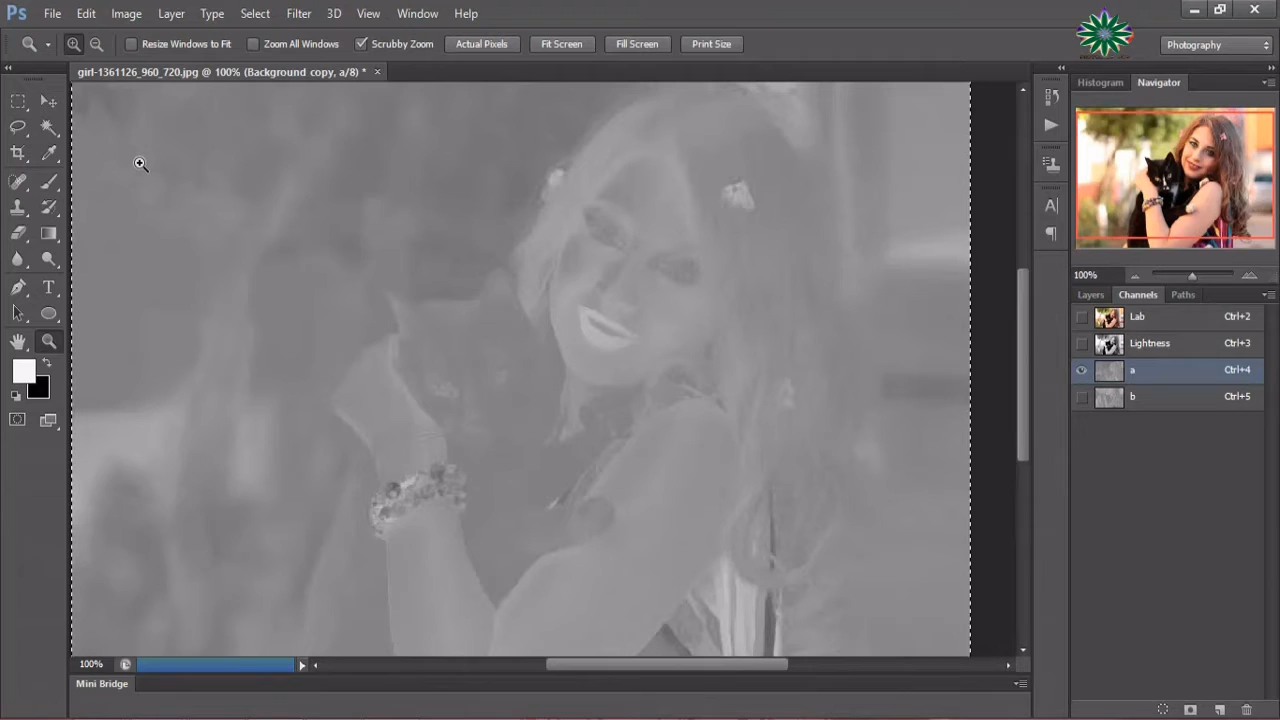 Ps File Edit Image Layer Type Select Filter 3D View Window Help
Resize Windows to Fit Zoom All Windows Scrubby Zoom Actual Pixels Fit Screen Fill Screen Print Size Photography
girl-1361126_960_720.jpg @ 100% (Background copy, a/8) * ×
Histogram Navigator
100%
Layers Channels Paths
Lab Ctrl+2
Lightness Ctrl+3
a Ctrl+4
b Ctrl+5
100%
Mini Bridge